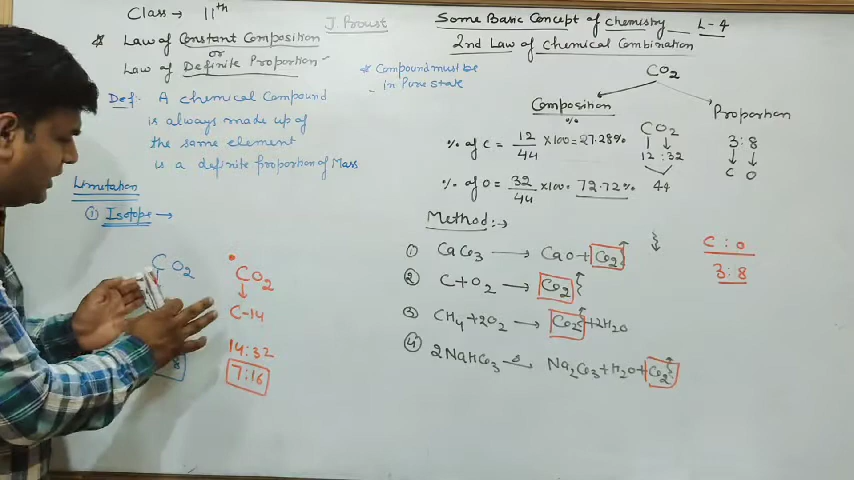 Class → 11th
J Proust
Some Basic Concept of Chemistry L-4
2nd Law of Chemical Combination
* Law of Constant Composition
or
Law of Definite Proportion
* Compound must be
in Pure state
Def:- A chemical Compound
is always made up of
the same element
is a definite proportion of Mass
Limitation
① Isotope →
CO2
8
CO2
C-14
14:32
7:16
CO2
Composition
%
Proportion
% of C = 12/44 ×100 = 27.28%
% of O = 32/44 ×100 = 72.72%
CO2
12 : 32
44
3:8
C O
Method:→
① CaCo3 → CaO + Co2
② C+O2 → Co2
③ CH4+2O2 → Co2+2H2O
④ 2NaHCo3 Δ→ Na2Co3+H2O+Co2
C : O
3:8